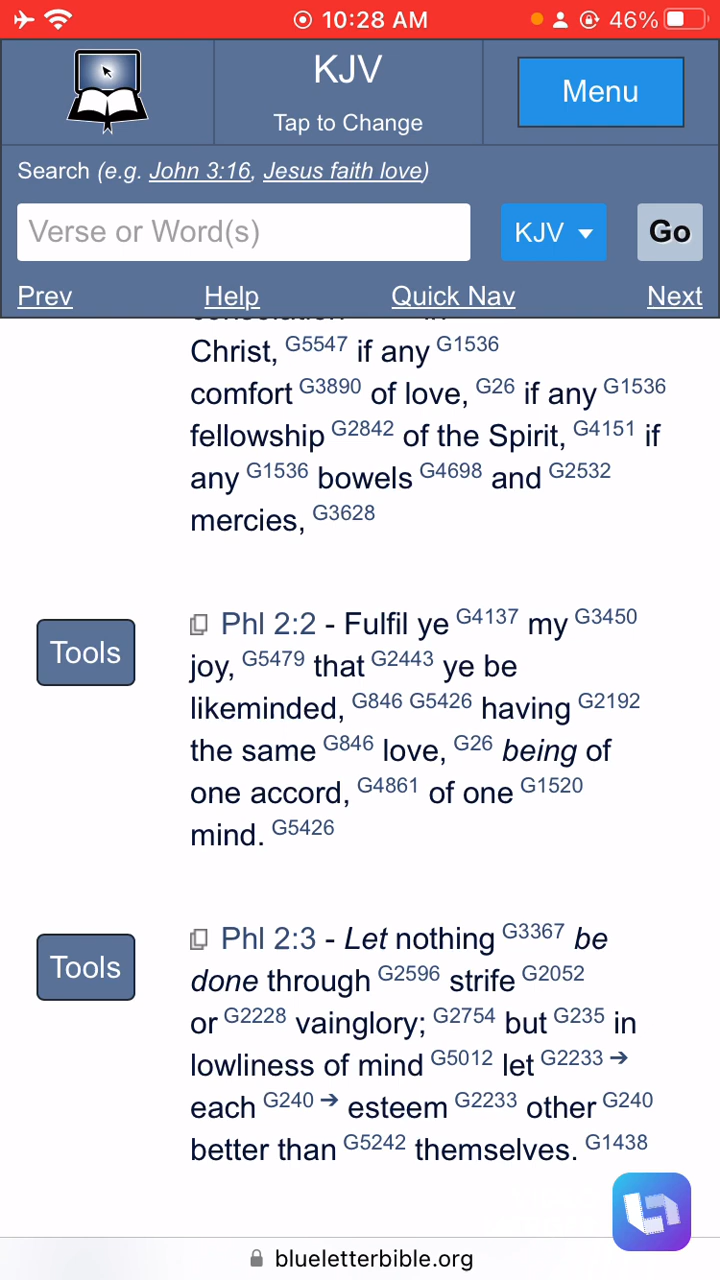 10:28 AM 46%
KJV
Tap to Change
Menu
Search (e.g. John 3:16, Jesus faith love)
Verse or Word(s)
KJV
Go
Prev Help Quick Nav Next
Christ, G5547 if any G1536
comfort G3890 of love, G26 if any G1536
fellowship G2842 of the Spirit, G4151 if
any G1536 bowels G4698 and G2532
mercies, G3628
Tools
Phl 2:2 - Fulfil ye G4137 my G3450
joy, G5479 that G2443 ye be
likeminded, G846 G5426 having G2192
the same G846 love, G26 being of
one accord, G4861 of one G1520
mind. G5426
Tools
Phl 2:3 - Let nothing G3367 be
done through G2596 strife G2052
or G2228 vainglory; G2754 but G235 in
lowliness of mind G5012 let G2233 ➔
each G240 ➔ esteem G2233 other G240
better than G5242 themselves. G1438
blueletterbible.org